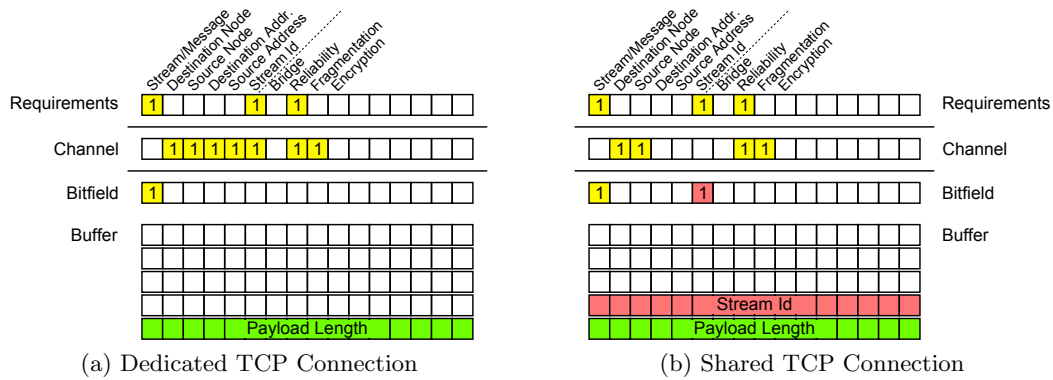 Stream/Message
Destination Node
Source Node
Destination Addr.
Source Address
Stream Id
Bridge
Reliability
Fragmentation
Encryption
Requirements 1 1 1
Channel 1 1 1 1 1 1 1
Bitfield 1
Buffer
Payload Length
(a) Dedicated TCP Connection
Stream/Message
Destination Node
Source Node
Destination Addr.
Source Address
Stream Id
Bridge
Reliability
Fragmentation
Encryption
1 1 1 Requirements
1 1 1 1 Channel
1 1 Bitfield
Buffer
Stream Id
Payload Length
(b) Shared TCP Connection